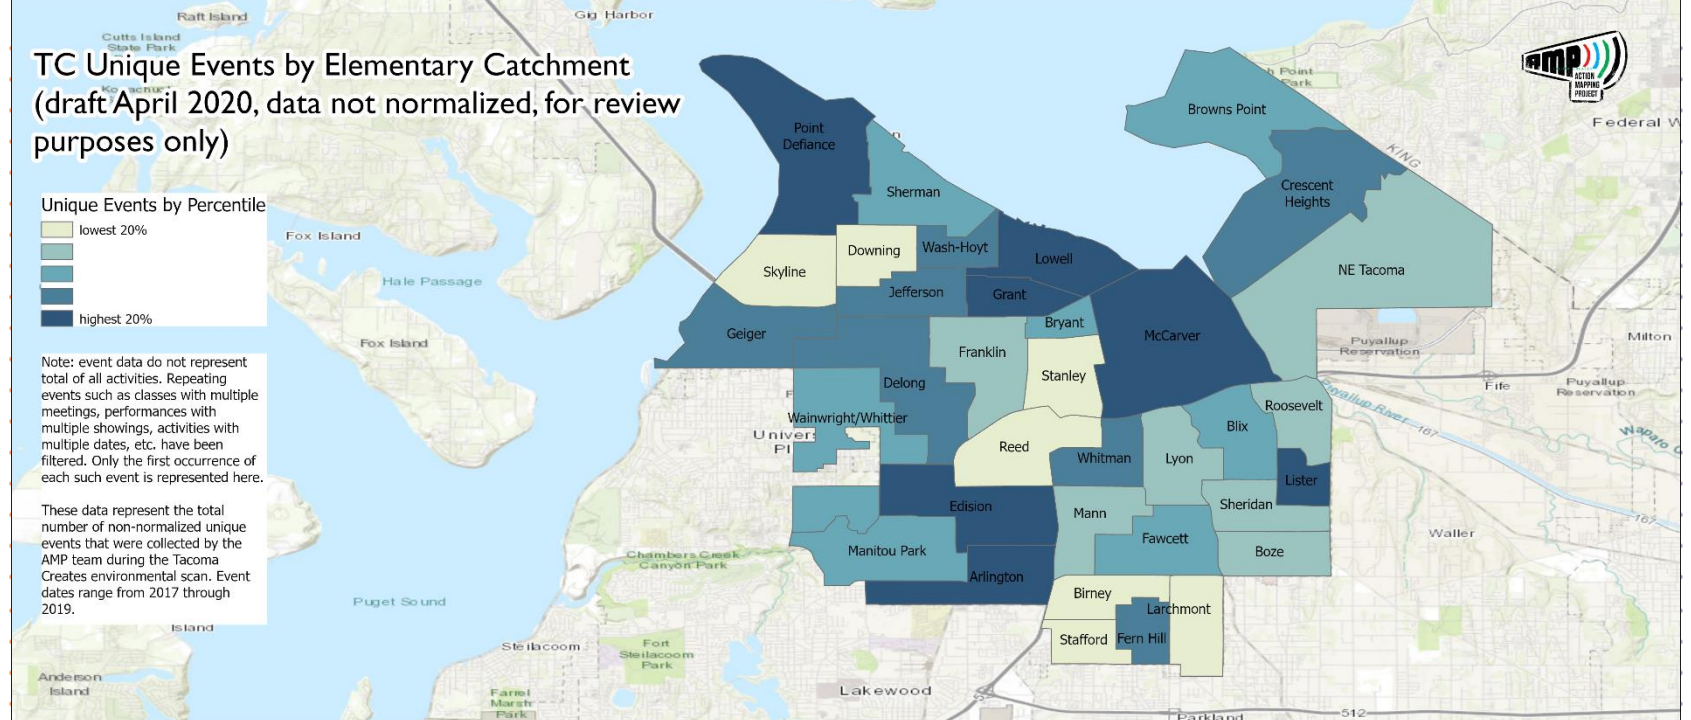 Raft Island
Gig Harbor
Cutts Island
State Park
TC Unique Events by Elementary Catchment
(draft April 2020, data not normalized, for review
purposes only)
AMP
ACTION
MAPPING
PROJECT
Point
Defiance
Browns Point
Federal W
KING
Sherman
Crescent
Heights
Unique Events by Percentile
lowest 20%
highest 20%
Fox Island
Hale Passage
Fox Island
Skyline
Downing
Wash-Hoyt
Lowell
NE Tacoma
Jefferson
Grant
Geiger
Bryant
McCarver
Franklin
Puyallup
Reservation
Milton
Stanley
Delong
Fife
Puyallup
Reservation
Puyallup River
167
Wapato
Wainwright/Whittier
Univers
Pl
Roosevelt
Blix
Reed
Whitman
Lyon
Lister
Edision
Mann
Sheridan
167
Waller
Fawcett
Manitou Park
Boze
Arlington
Chambers Creek
Canyon Park
Birney
Larchmont
Stafford
Fern Hill
Note: event data do not represent
total of all activities. Repeating
events such as classes with multiple
meetings, performances with
multiple showings, activities with
multiple dates, etc. have been
filtered. Only the first occurrence of
each such event is represented here.
These data represent the total
number of non-normalized unique
events that were collected by the
AMP team during the Tacoma
Creates environmental scan. Event
dates range from 2017 through
2019.
Puget Sound
Island
Steilacoom
Fort
Steilacoom
Park
Anderson
Island
Farrel
Marsh
Park
Lakewood
Parkland
512